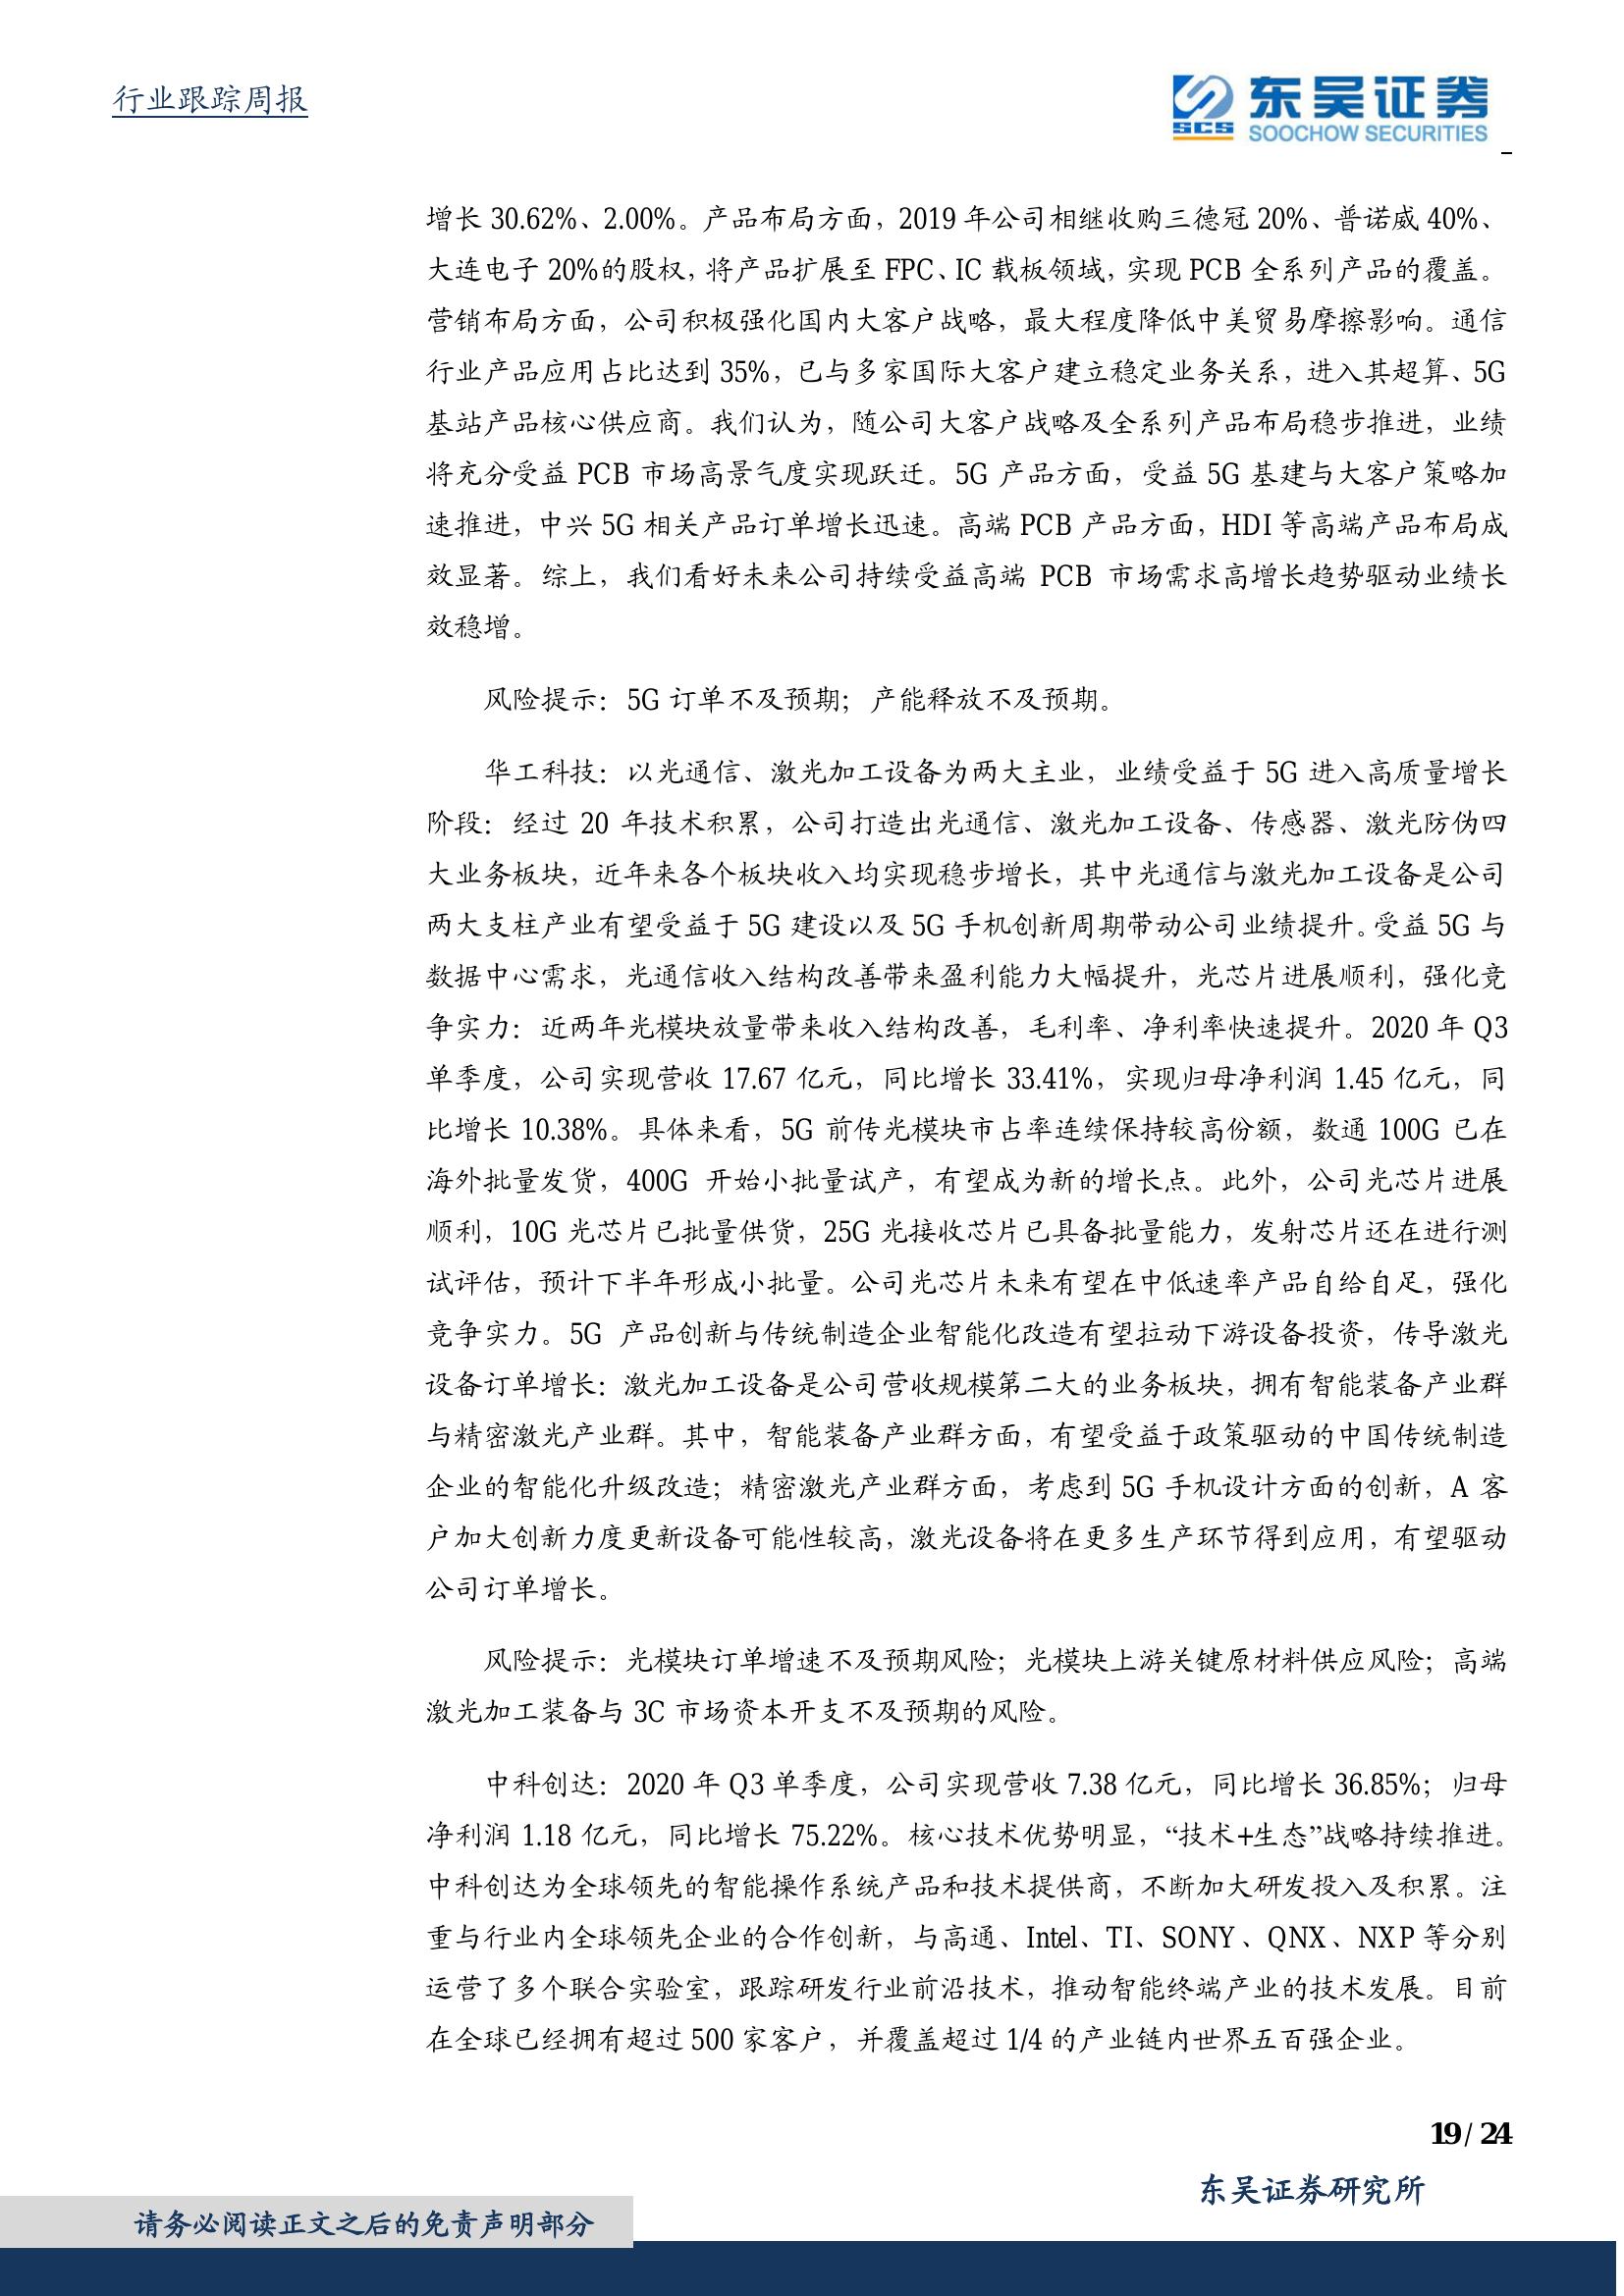 行业跟踪周报
东吴证券
SCS
SOOCHOW SECURITIES
增长 30.62%、2.00%。产品布局方面，2019 年公司相继收购三德冠 20%、普诺威 40%、
大连电子 20%的股权，将产品扩展至 FPC、IC 载板领域，实现 PCB 全系列产品的覆盖。
营销布局方面，公司积极强化国内大客户战略，最大程度降低中美贸易摩擦影响。通信
行业产品应用占比达到 35%，已与多家国际大客户建立稳定业务关系，进入其超算、5G
基站产品核心供应商。我们认为，随公司大客户战略及全系列产品布局稳步推进，业绩
将充分受益 PCB 市场高景气度实现跃迁。5G 产品方面，受益 5G 基建与大客户策略加
速推进，中兴 5G 相关产品订单增长迅速。高端 PCB 产品方面，HDI 等高端产品布局成
效显著。综上，我们看好未来公司持续受益高端 PCB 市场需求高增长趋势驱动业绩长
效稳增。
风险提示：5G 订单不及预期；产能释放不及预期。
华工科技：以光通信、激光加工设备为两大主业，业绩受益于 5G 进入高质量增长
阶段：经过 20 年技术积累，公司打造出光通信、激光加工设备、传感器、激光防伪四
大业务板块，近年来各个板块收入均实现稳步增长，其中光通信与激光加工设备是公司
两大支柱产业有望受益于 5G 建设以及 5G 手机创新周期带动公司业绩提升。受益 5G 与
数据中心需求，光通信收入结构改善带来盈利能力大幅提升，光芯片进展顺利，强化竞
争实力：近两年光模块放量带来收入结构改善，毛利率、净利率快速提升。2020 年 Q3
单季度，公司实现营收 17.67 亿元，同比增长 33.41%，实现归母净利润 1.45 亿元，同
比增长 10.38%。具体来看，5G 前传光模块市占率连续保持较高份额，数通 100G 已在
海外批量发货，400G 开始小批量试产，有望成为新的增长点。此外，公司光芯片进展
顺利，10G 光芯片已批量供货，25G 光接收芯片已具备批量能力，发射芯片还在进行测
试评估，预计下半年形成小批量。公司光芯片未来有望在中低速率产品自给自足，强化
竞争实力。5G 产品创新与传统制造企业智能化改造有望拉动下游设备投资，传导激光
设备订单增长：激光加工设备是公司营收规模第二大的业务板块，拥有智能装备产业群
与精密激光产业群。其中，智能装备产业群方面，有望受益于政策驱动的中国传统制造
企业的智能化升级改造；精密激光产业群方面，考虑到 5G 手机设计方面的创新，A 客
户加大创新力度更新设备可能性较高，激光设备将在更多生产环节得到应用，有望驱动
公司订单增长。
风险提示：光模块订单增速不及预期风险；光模块上游关键原材料供应风险；高端
激光加工装备与 3C 市场资本开支不及预期的风险。
中科创达：2020 年 Q3 单季度，公司实现营收 7.38 亿元，同比增长 36.85%；归母
净利润 1.18 亿元，同比增长 75.22%。核心技术优势明显，“技术+生态”战略持续推进。
中科创达为全球领先的智能操作系统产品和技术提供商，不断加大研发投入及积累。注
重与行业内全球领先企业的合作创新，与高通、Intel、TI、SONY、QNX、NXP 等分别
运营了多个联合实验室，跟踪研发行业前沿技术，推动智能终端产业的技术发展。目前
在全球已经拥有超过 500 家客户，并覆盖超过 1/4 的产业链内世界五百强企业。
19 / 24
东吴证券研究所
请务必阅读正文之后的免责声明部分